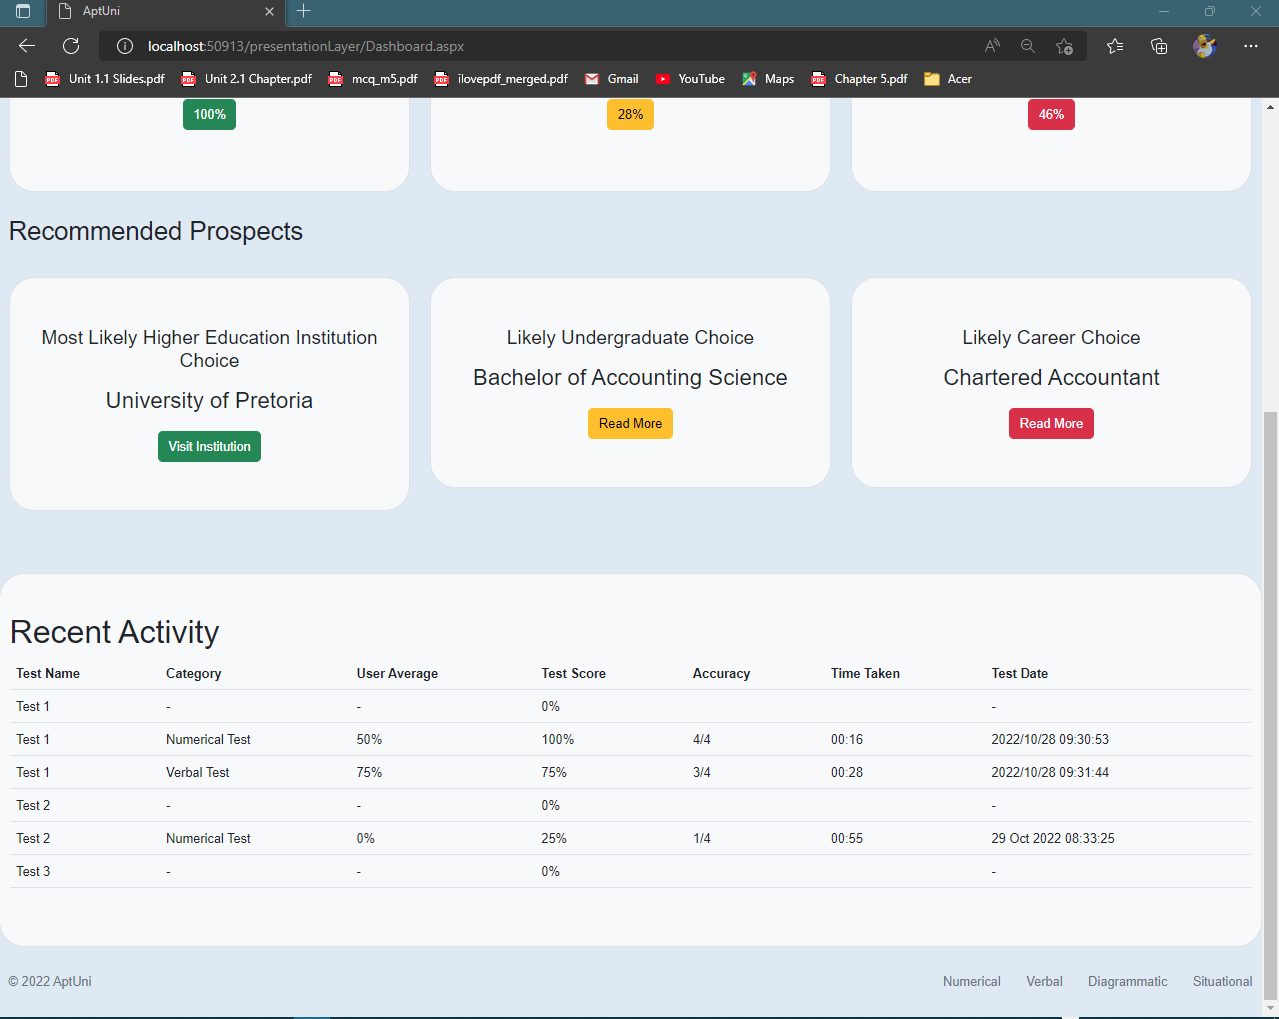 AptUni
localhost:50913/presentationLayer/Dashboard.aspx
Unit 1.1 Slides.pdf Unit 2.1 Chapter.pdf mcq_m5.pdf ilovepdf_merged.pdf Gmail YouTube Maps Chapter 5.pdf Acer
100% 28% 46%
Recommended Prospects
Most Likely Higher Education Institution
Choice
University of Pretoria
Visit Institution
Likely Undergraduate Choice
Bachelor of Accounting Science
Read More
Likely Career Choice
Chartered Accountant
Read More
Recent Activity
Test Name Category User Average Test Score Accuracy Time Taken Test Date
Test 1 - - 0% -
Test 1 Numerical Test 50% 100% 4/4 00:16 2022/10/28 09:30:53
Test 1 Verbal Test 75% 75% 3/4 00:28 2022/10/28 09:31:44
Test 2 - - 0% -
Test 2 Numerical Test 0% 25% 1/4 00:55 29 Oct 2022 08:33:25
Test 3 - - 0% -
© 2022 AptUni Numerical Verbal Diagrammatic Situational